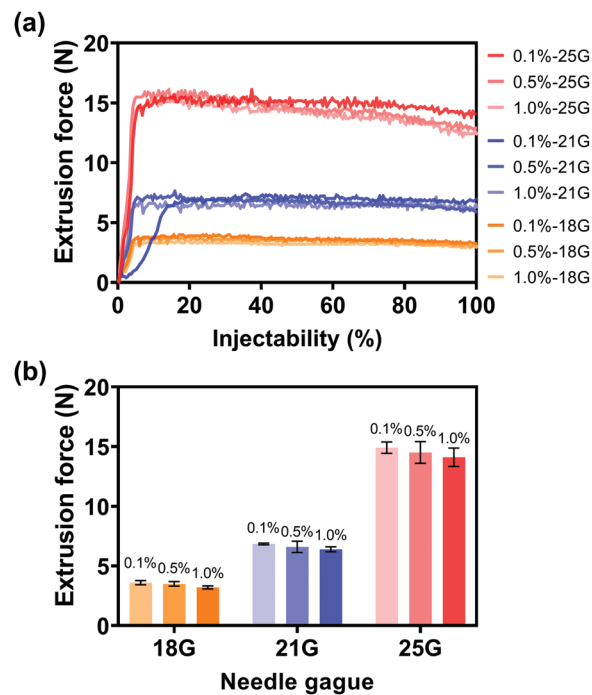 (a)
Extrusion force (N)
20
15
10
5
0
0 20 40 60 80 100
Injectability (%)
0.1%-25G
0.5%-25G
1.0%-25G
0.1%-21G
0.5%-21G
1.0%-21G
0.1%-18G
0.5%-18G
1.0%-18G
(b)
Extrusion force (N)
20
15
10
5
0
0.1% 0.5% 1.0%
0.1% 0.5% 1.0%
0.1% 0.5% 1.0%
18G 21G 25G
Needle gague